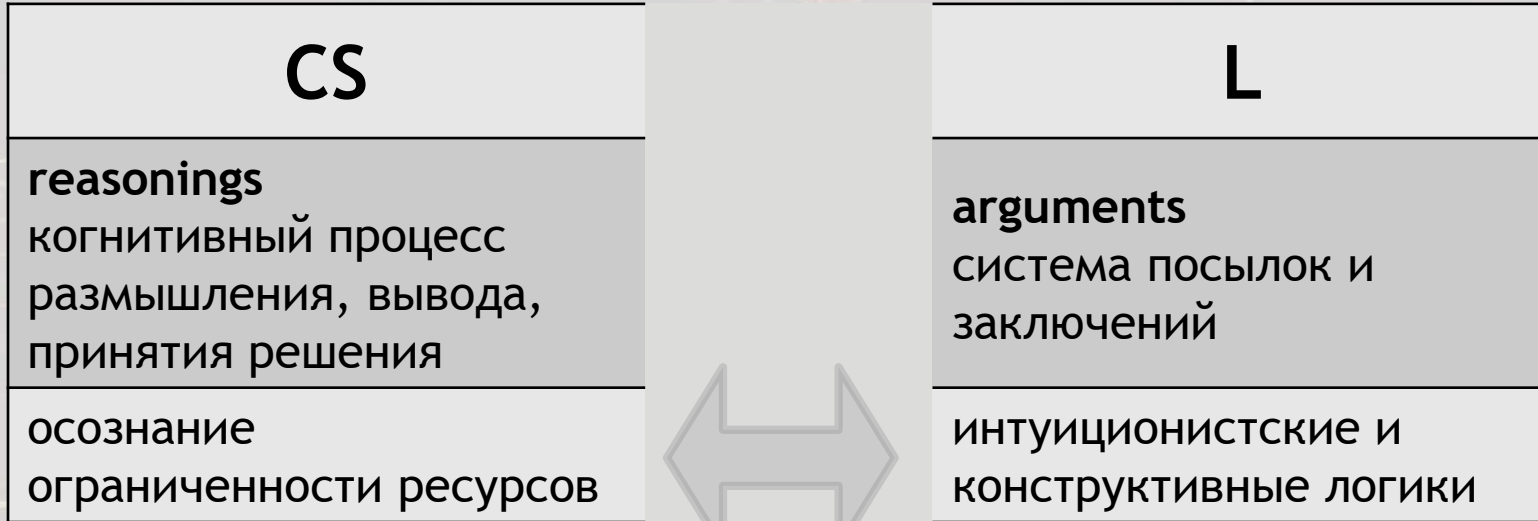 CS
L
reasonings
когнитивный процесс
размышления, вывода,
принятия решения
arguments
система посылок и
заключений
осознание
ограниченности ресурсов
интуиционистские и
конструктивные логики